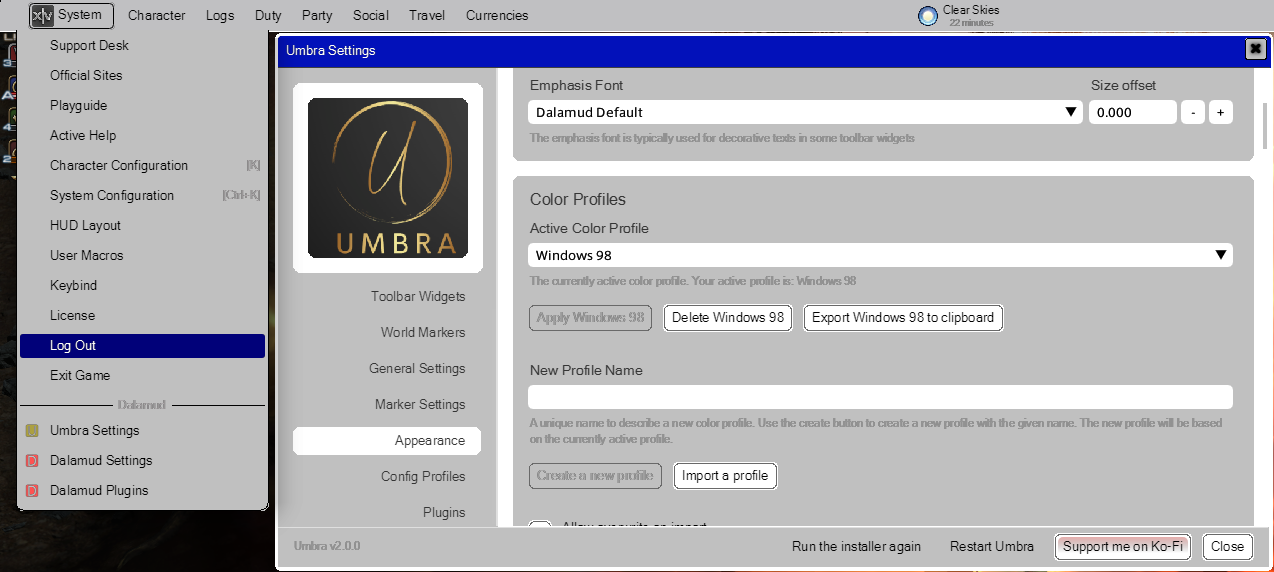 XIV System Character Logs Duty Party Social Travel Currencies
Clear Skies
22 minutes
Support Desk
Official Sites
Playguide
Active Help
Character Configuration [K]
System Configuration [Ctrl+K]
HUD Layout
User Macros
Keybind
License
Log Out
Exit Game
Dalamud
Umbra Settings
Dalamud Settings
Dalamud Plugins
Umbra Settings
U
UMBRA
Toolbar Widgets
World Markers
General Settings
Marker Settings
Appearance
Config Profiles
Plugins
Emphasis Font Size offset
Dalamud Default 0.000 - +
The emphasis font is typically used for decorative texts in some toolbar widgets
Color Profiles
Active Color Profile
Windows 98
The currently active color profile. Your active profile is: Windows 98
Apply Windows 98 Delete Windows 98 Export Windows 98 to clipboard
New Profile Name
A unique name to describe a new color profile. Use the create button to create a new profile with the given name. The new profile will be based
on the currently active profile.
Create a new profile Import a profile
Allow overwrite on import
Umbra v2.0.0 Run the installer again Restart Umbra Support me on Ko-Fi Close